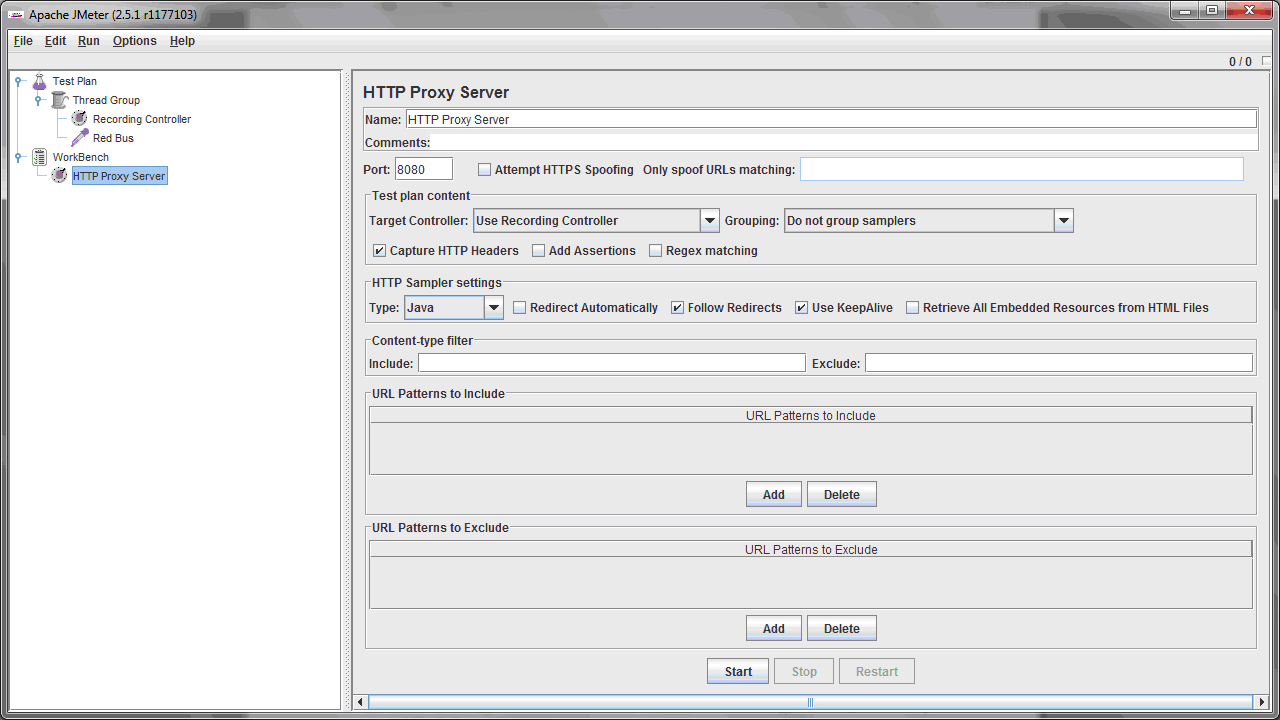 Apache JMeter (2.5.1 r1177103)
File Edit Run Options Help
0 / 0
Test Plan
Thread Group
Recording Controller
Red Bus
WorkBench
HTTP Proxy Server
HTTP Proxy Server
Name: HTTP Proxy Server
Comments:
Port: 8080 Attempt HTTPS Spoofing Only spoof URLs matching:
Test plan content
Target Controller: Use Recording Controller Grouping: Do not group samplers
Capture HTTP Headers Add Assertions Regex matching
HTTP Sampler settings
Type: Java Redirect Automatically Follow Redirects Use KeepAlive Retrieve All Embedded Resources from HTML Files
Content-type filter
Include: Exclude:
URL Patterns to Include
URL Patterns to Include
Add Delete
URL Patterns to Exclude
URL Patterns to Exclude
Add Delete
Start Stop Restart